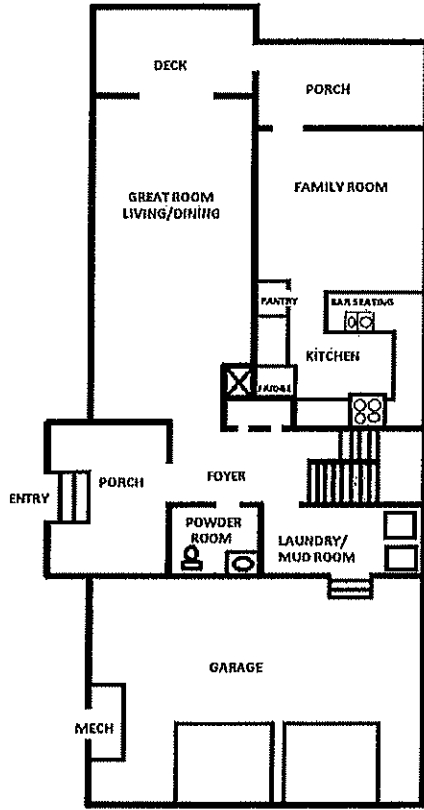 DECK
PORCH
GREAT ROOM
LIVING/DINING
FAMILY ROOM
PANTRY
BAR SEATING
KITCHEN
FRIDGE
FOYER
ENTRY
PORCH
POWDER
ROOM
LAUNDRY/
MUD ROOM
GARAGE
MECH